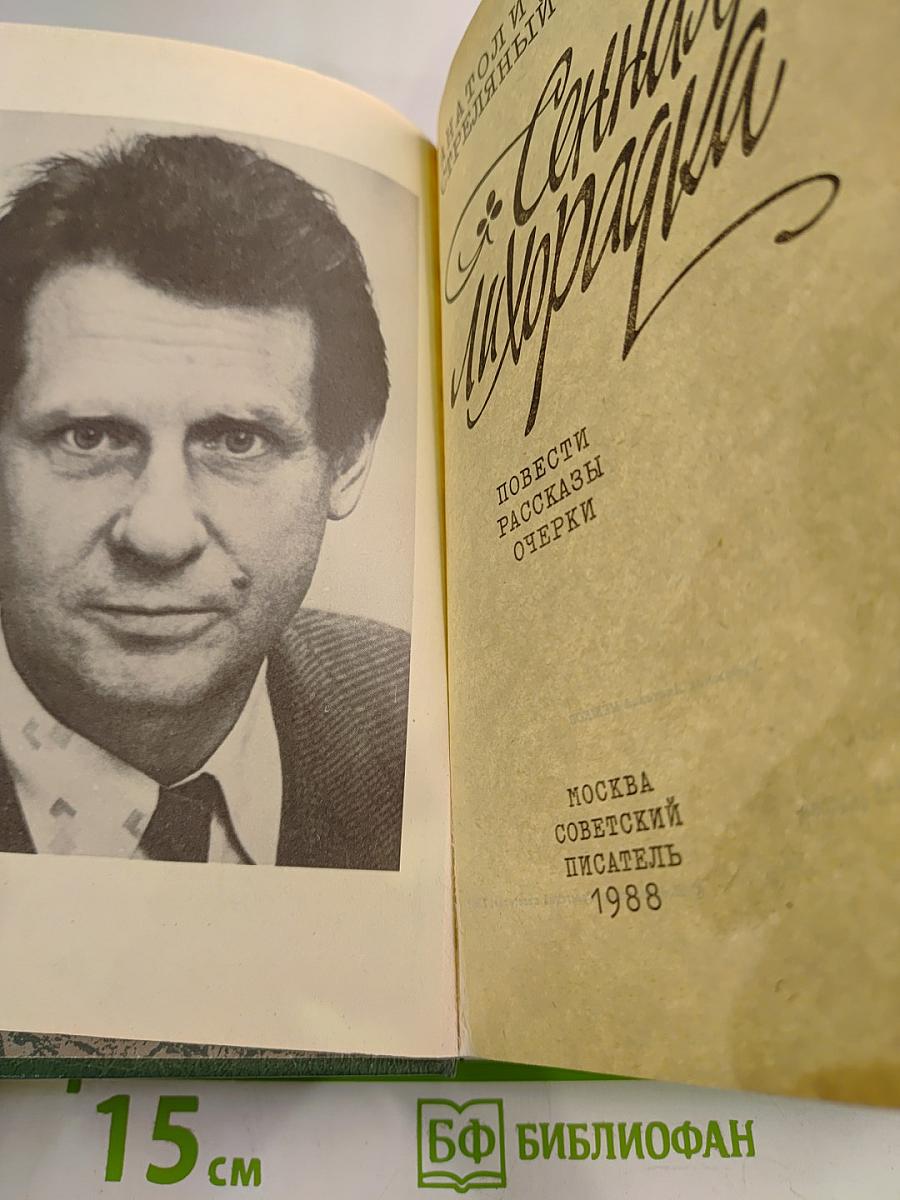 АНАТОЛИЙ
СТРЕЛЯНЫЙ
Сенная
лихорадка
ПОВЕСТИ
РАССКАЗЫ
ОЧЕРКИ
МОСКВА
СОВЕТСКИЙ
ПИСАТЕЛЬ
1988
15 см
БФ БИБЛИОФАН